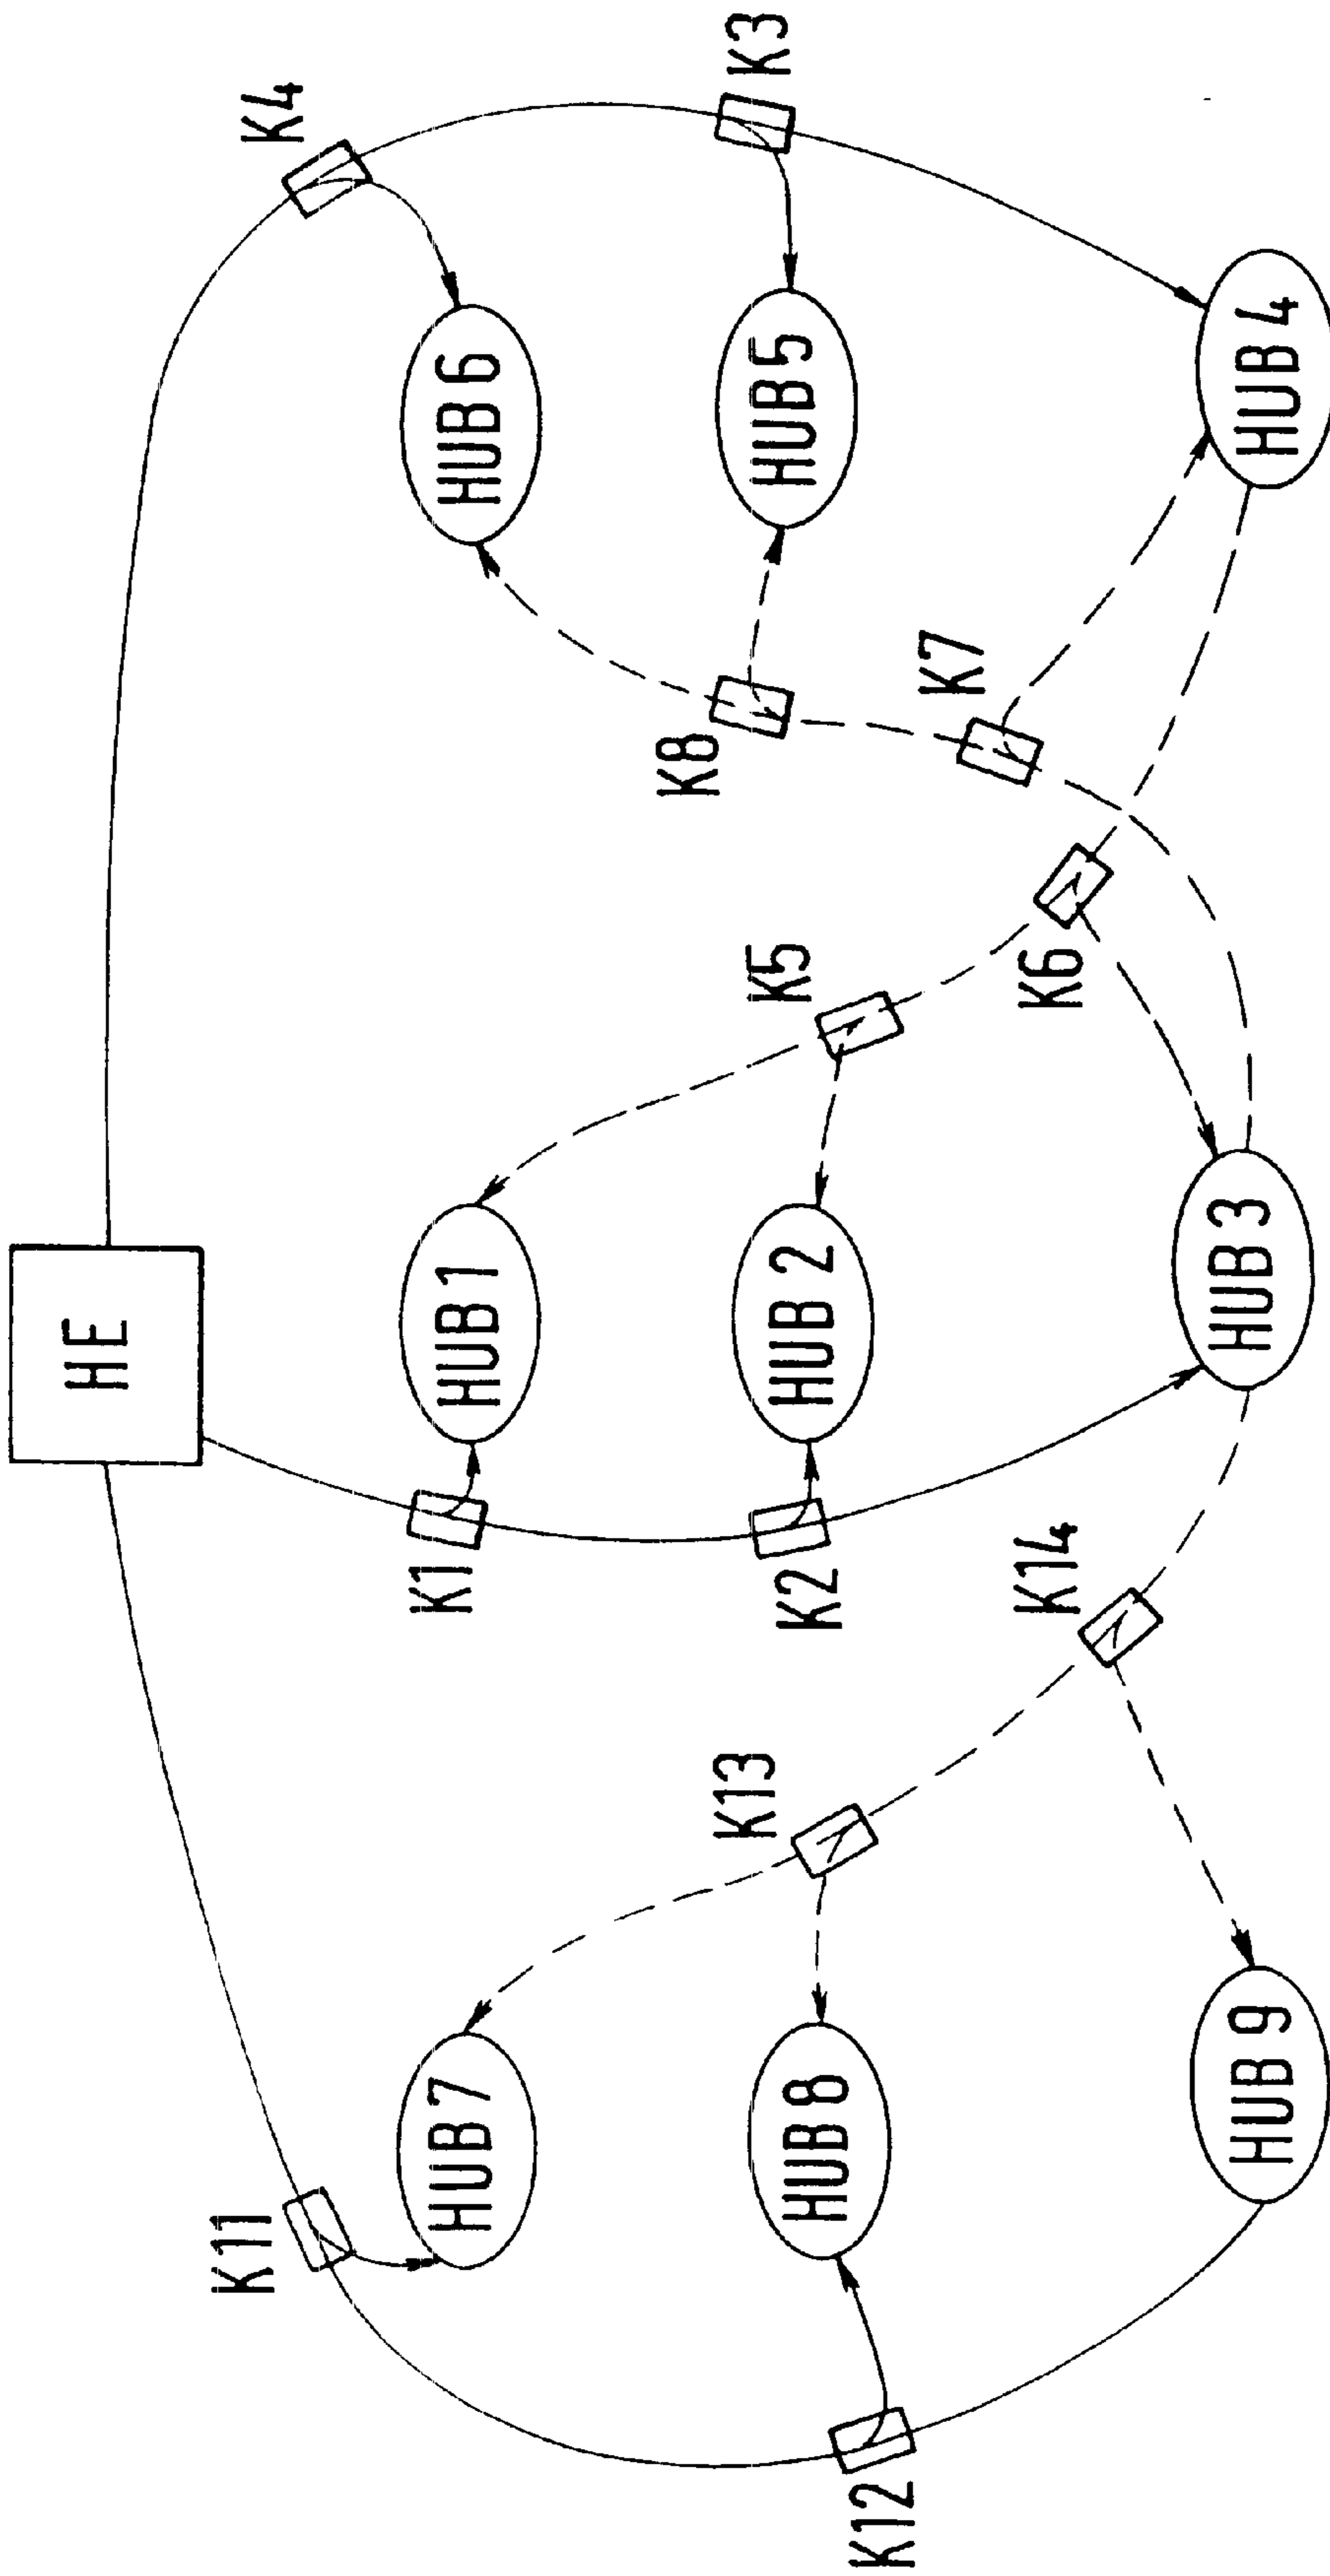 HE
K11
K4
HUB 7
K1
HUB 1
HUB 6
K12
HUB 8
K13
K2
HUB 2
K5
K8
HUB 5
K3
K14
K6
K7
HUB 9
HUB 3
HUB 4